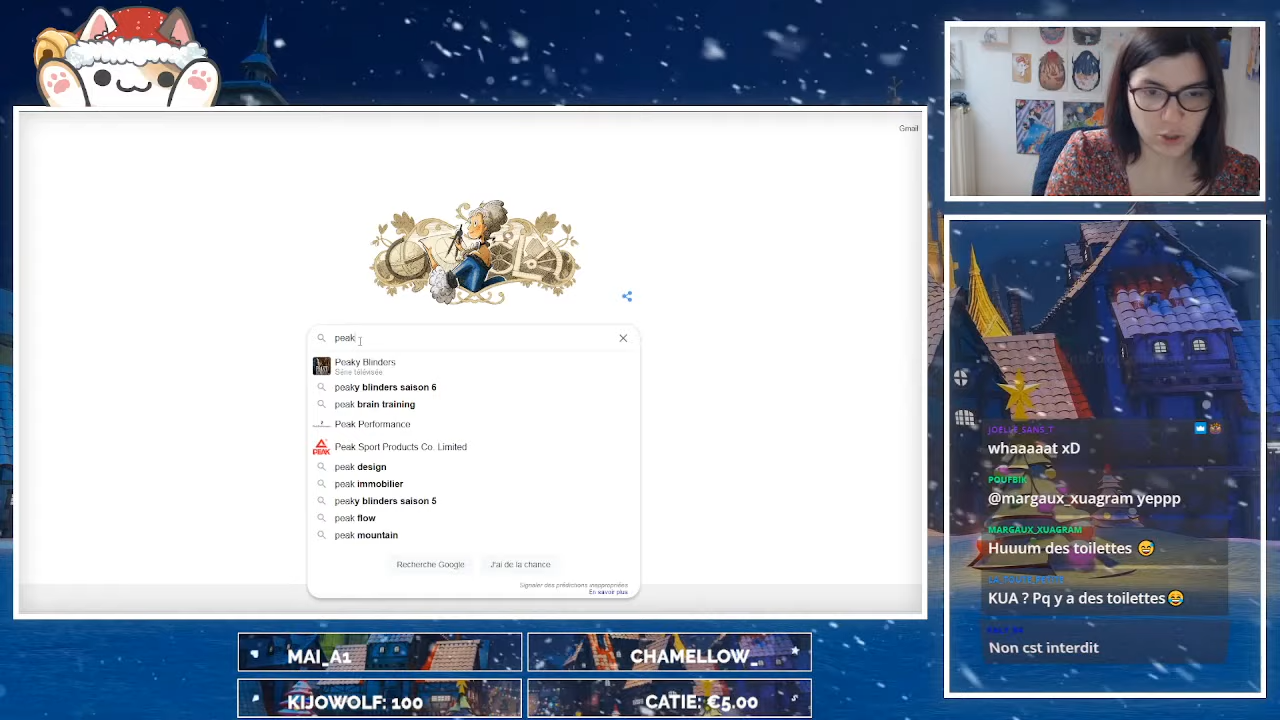 Gmail
peak
Peaky Blinders
Série télévisée
peaky blinders saison 6
peak brain training
Peak Performance
PEAK
Peak Sport Products Co. Limited
peak design
peak immobilier
peaky blinders saison 5
peak flow
peak mountain
Recherche Google
J'ai de la chance
Signaler des prédictions inappropriées
En savoir plus
JOELLE_SANS_T
whaaaaat xD
POUFBIK
@margaux_xuagram yeppp
MARGAUX_XUAGRAM
Huuum des toilettes 😅
KUA ? Pq y a des toilettes😂
Non cst interdit
MAI_A1
CHAMELLOW_
KIJOWOLF: 100
CATIE: €5.00